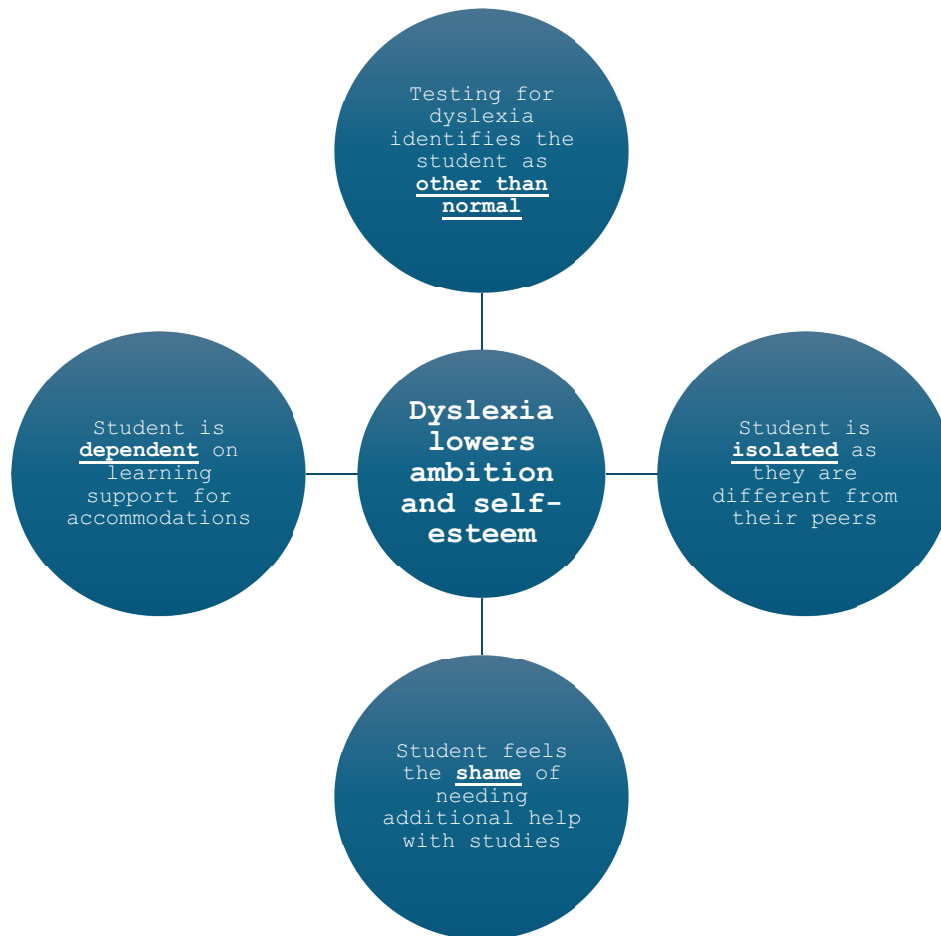 Testing for
dyslexia
identifies the
student as
other than
normal
Student is
dependent on
learning
support for
accommodations
Dyslexia
lowers
ambition
and self-
esteem
Student is
isolated as
they are
different from
their peers
Student feels
the shame of
needing
additional help
with studies